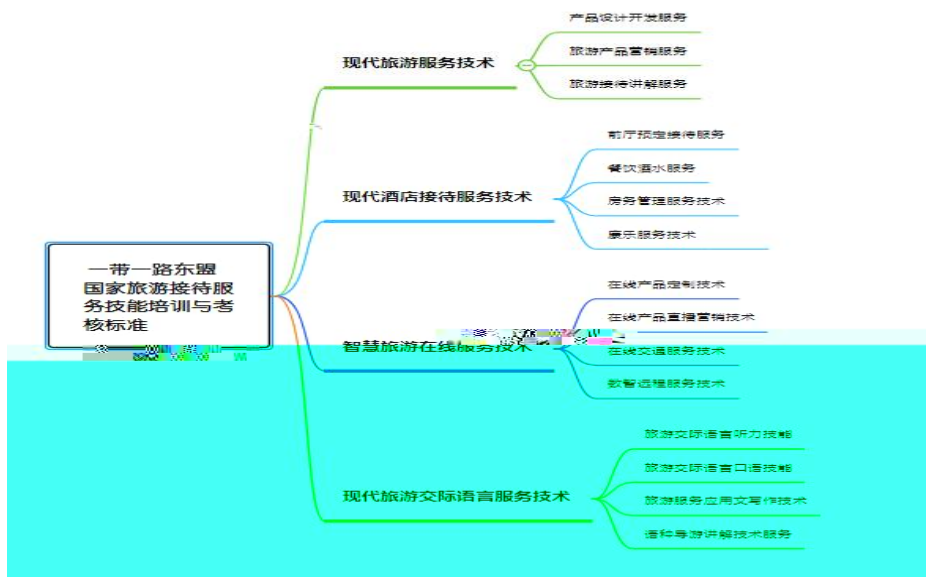 一带一路东盟
国家旅游接待服
务技能培训与考
核标准
现代旅游服务技术
产品设计开发服务
旅游产品营销服务
旅游接待讲解服务
现代酒店接待服务技术
前厅预定接待服务
餐饮酒水服务
房务管理服务技术
康乐服务技术
智慧旅游在线服务技术
在线产品定制技术
在线产品直播营销技术
在线交通服务技术
数智远程服务技术
现代旅游交际语言服务技术
旅游交际语言听力技能
旅游交际语言口语技能
旅游服务应用文写作技术
语种导游讲解技术服务